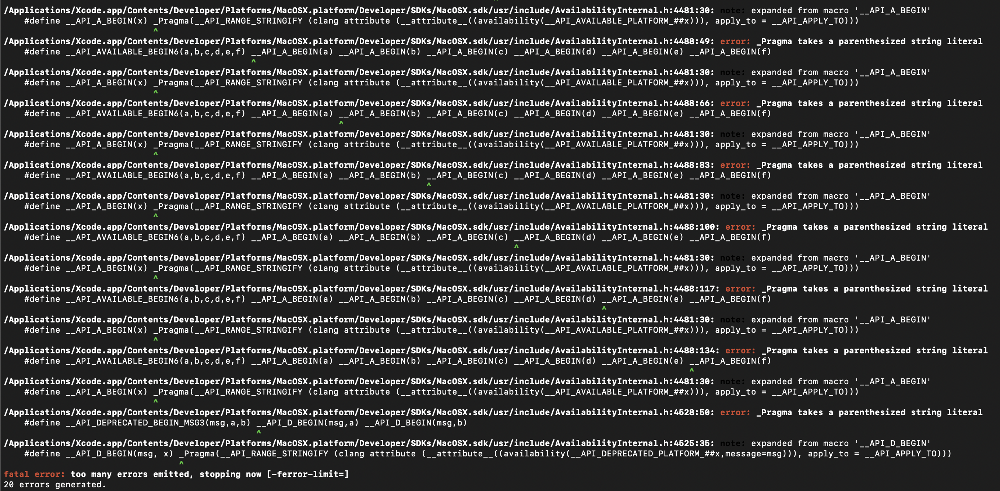 /Applications/Xcode.app/Contents/Developer/Platforms/MacOSX.platform/Developer/SDKs/MacOSX.sdk/usr/include/AvailabilityInternal.h:4481:30: note: expanded from macro '__API_A_BEGIN'
    #define __API_A_BEGIN(x) _Pragma(__API_RANGE_STRINGIFY (clang attribute (__attribute__((availability(__API_AVAILABLE_PLATFORM_##x))), apply_to = __API_APPLY_TO)))
                             ^
/Applications/Xcode.app/Contents/Developer/Platforms/MacOSX.platform/Developer/SDKs/MacOSX.sdk/usr/include/AvailabilityInternal.h:4488:49: error: _Pragma takes a parenthesized string literal
    #define __API_AVAILABLE_BEGIN6(a,b,c,d,e,f) __API_A_BEGIN(a) __API_A_BEGIN(b) __API_A_BEGIN(c) __API_A_BEGIN(d) __API_A_BEGIN(e) __API_A_BEGIN(f)
                                                ^
/Applications/Xcode.app/Contents/Developer/Platforms/MacOSX.platform/Developer/SDKs/MacOSX.sdk/usr/include/AvailabilityInternal.h:4481:30: note: expanded from macro '__API_A_BEGIN'
    #define __API_A_BEGIN(x) _Pragma(__API_RANGE_STRINGIFY (clang attribute (__attribute__((availability(__API_AVAILABLE_PLATFORM_##x))), apply_to = __API_APPLY_TO)))
                             ^
/Applications/Xcode.app/Contents/Developer/Platforms/MacOSX.platform/Developer/SDKs/MacOSX.sdk/usr/include/AvailabilityInternal.h:4488:66: error: _Pragma takes a parenthesized string literal
    #define __API_AVAILABLE_BEGIN6(a,b,c,d,e,f) __API_A_BEGIN(a) __API_A_BEGIN(b) __API_A_BEGIN(c) __API_A_BEGIN(d) __API_A_BEGIN(e) __API_A_BEGIN(f)
                                                                 ^
/Applications/Xcode.app/Contents/Developer/Platforms/MacOSX.platform/Developer/SDKs/MacOSX.sdk/usr/include/AvailabilityInternal.h:4481:30: note: expanded from macro '__API_A_BEGIN'
    #define __API_A_BEGIN(x) _Pragma(__API_RANGE_STRINGIFY (clang attribute (__attribute__((availability(__API_AVAILABLE_PLATFORM_##x))), apply_to = __API_APPLY_TO)))
                             ^
/Applications/Xcode.app/Contents/Developer/Platforms/MacOSX.platform/Developer/SDKs/MacOSX.sdk/usr/include/AvailabilityInternal.h:4488:83: error: _Pragma takes a parenthesized string literal
    #define __API_AVAILABLE_BEGIN6(a,b,c,d,e,f) __API_A_BEGIN(a) __API_A_BEGIN(b) __API_A_BEGIN(c) __API_A_BEGIN(d) __API_A_BEGIN(e) __API_A_BEGIN(f)
                                                                                  ^
/Applications/Xcode.app/Contents/Developer/Platforms/MacOSX.platform/Developer/SDKs/MacOSX.sdk/usr/include/AvailabilityInternal.h:4481:30: note: expanded from macro '__API_A_BEGIN'
    #define __API_A_BEGIN(x) _Pragma(__API_RANGE_STRINGIFY (clang attribute (__attribute__((availability(__API_AVAILABLE_PLATFORM_##x))), apply_to = __API_APPLY_TO)))
                             ^
/Applications/Xcode.app/Contents/Developer/Platforms/MacOSX.platform/Developer/SDKs/MacOSX.sdk/usr/include/AvailabilityInternal.h:4488:100: error: _Pragma takes a parenthesized string literal
    #define __API_AVAILABLE_BEGIN6(a,b,c,d,e,f) __API_A_BEGIN(a) __API_A_BEGIN(b) __API_A_BEGIN(c) __API_A_BEGIN(d) __API_A_BEGIN(e) __API_A_BEGIN(f)
                                                                                                   ^
/Applications/Xcode.app/Contents/Developer/Platforms/MacOSX.platform/Developer/SDKs/MacOSX.sdk/usr/include/AvailabilityInternal.h:4481:30: note: expanded from macro '__API_A_BEGIN'
    #define __API_A_BEGIN(x) _Pragma(__API_RANGE_STRINGIFY (clang attribute (__attribute__((availability(__API_AVAILABLE_PLATFORM_##x))), apply_to = __API_APPLY_TO)))
                             ^
/Applications/Xcode.app/Contents/Developer/Platforms/MacOSX.platform/Developer/SDKs/MacOSX.sdk/usr/include/AvailabilityInternal.h:4488:117: error: _Pragma takes a parenthesized string literal
    #define __API_AVAILABLE_BEGIN6(a,b,c,d,e,f) __API_A_BEGIN(a) __API_A_BEGIN(b) __API_A_BEGIN(c) __API_A_BEGIN(d) __API_A_BEGIN(e) __API_A_BEGIN(f)
                                                                                                                    ^
/Applications/Xcode.app/Contents/Developer/Platforms/MacOSX.platform/Developer/SDKs/MacOSX.sdk/usr/include/AvailabilityInternal.h:4481:30: note: expanded from macro '__API_A_BEGIN'
    #define __API_A_BEGIN(x) _Pragma(__API_RANGE_STRINGIFY (clang attribute (__attribute__((availability(__API_AVAILABLE_PLATFORM_##x))), apply_to = __API_APPLY_TO)))
                             ^
/Applications/Xcode.app/Contents/Developer/Platforms/MacOSX.platform/Developer/SDKs/MacOSX.sdk/usr/include/AvailabilityInternal.h:4488:134: error: _Pragma takes a parenthesized string literal
    #define __API_AVAILABLE_BEGIN6(a,b,c,d,e,f) __API_A_BEGIN(a) __API_A_BEGIN(b) __API_A_BEGIN(c) __API_A_BEGIN(d) __API_A_BEGIN(e) __API_A_BEGIN(f)
                                                                                                                                     ^
/Applications/Xcode.app/Contents/Developer/Platforms/MacOSX.platform/Developer/SDKs/MacOSX.sdk/usr/include/AvailabilityInternal.h:4481:30: note: expanded from macro '__API_A_BEGIN'
    #define __API_A_BEGIN(x) _Pragma(__API_RANGE_STRINGIFY (clang attribute (__attribute__((availability(__API_AVAILABLE_PLATFORM_##x))), apply_to = __API_APPLY_TO)))
                             ^
/Applications/Xcode.app/Contents/Developer/Platforms/MacOSX.platform/Developer/SDKs/MacOSX.sdk/usr/include/AvailabilityInternal.h:4528:50: error: _Pragma takes a parenthesized string literal
    #define __API_DEPRECATED_BEGIN_MSG3(msg,a,b) __API_D_BEGIN(msg,a) __API_D_BEGIN(msg,b)
                                                 ^
/Applications/Xcode.app/Contents/Developer/Platforms/MacOSX.platform/Developer/SDKs/MacOSX.sdk/usr/include/AvailabilityInternal.h:4525:35: note: expanded from macro '__API_D_BEGIN'
    #define __API_D_BEGIN(msg, x) _Pragma(__API_RANGE_STRINGIFY (clang attribute (__attribute__((availability(__API_DEPRECATED_PLATFORM_##x,message=msg))), apply_to = __API_APPLY_TO)))
                                  ^
fatal error: too many errors emitted, stopping now [-ferror-limit=]
20 errors generated.